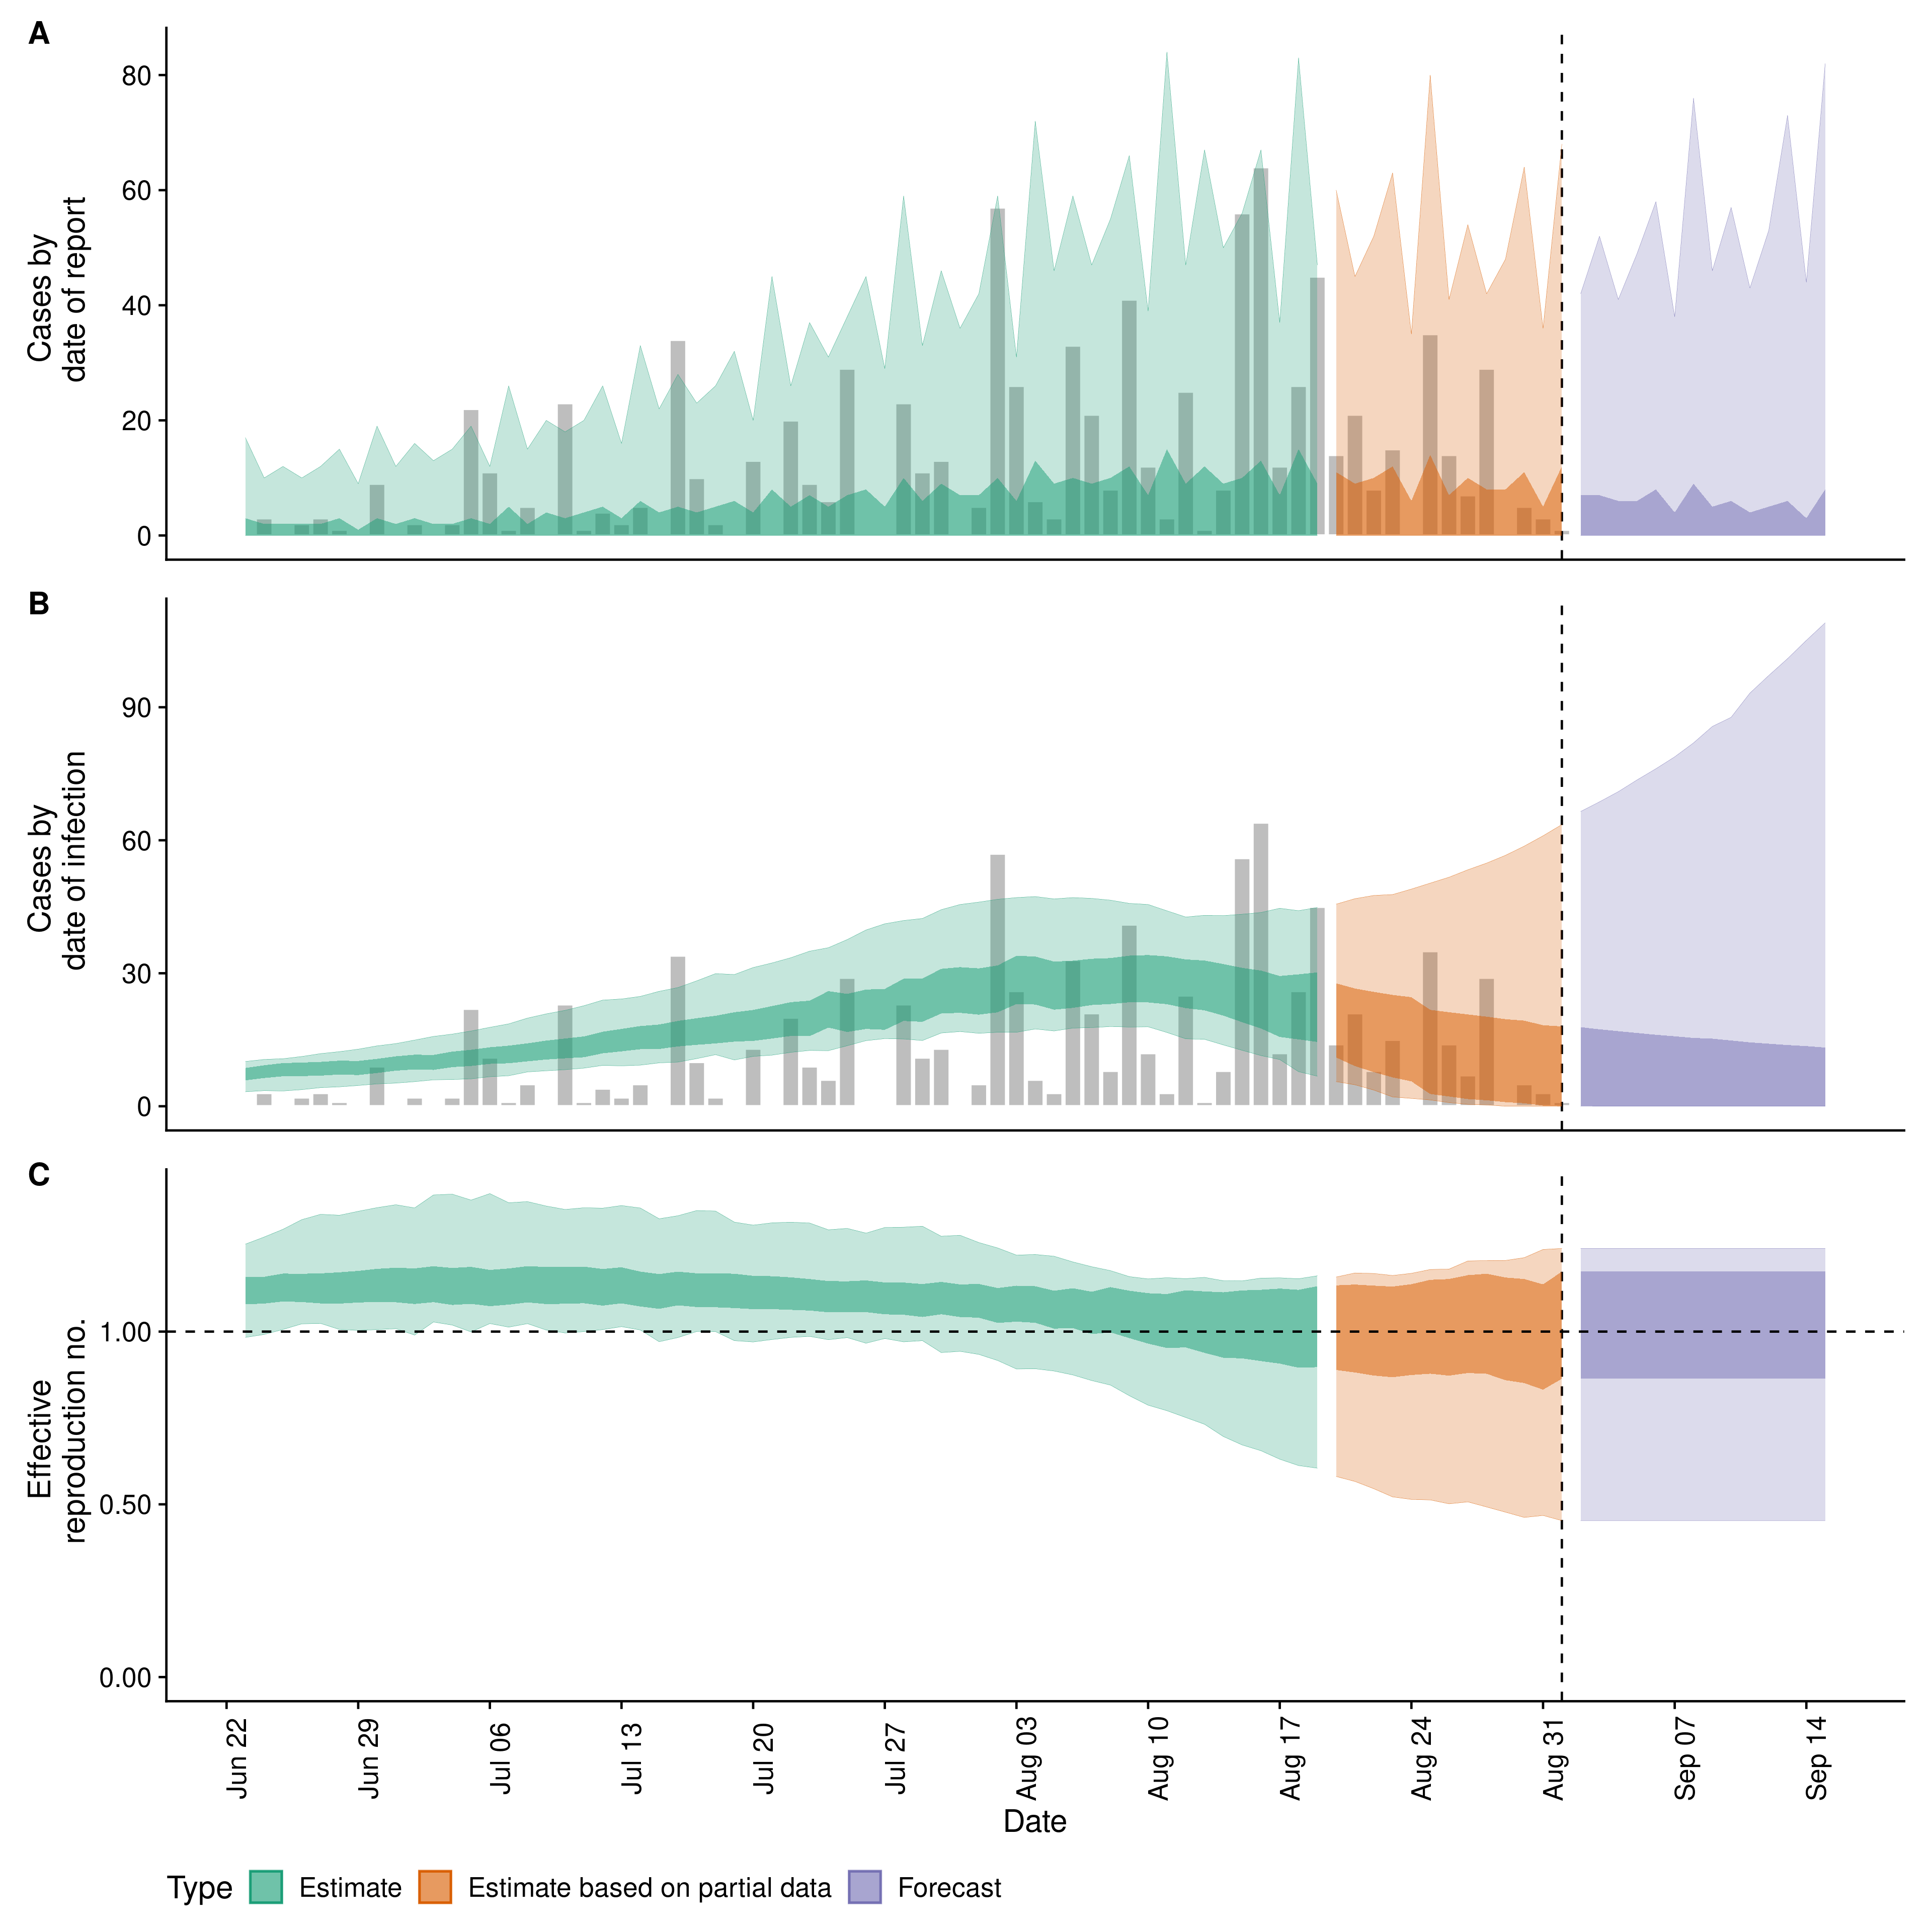 A
Cases by
date of report
80
60
40
20
0
B
Cases by
date of infection
90
60
30
0
C
Effective
reproduction no.
1.00
0.50
0.00
Jun 22
Jun 29
Jul 06
Jul 13
Jul 20
Jul 27
Aug 03
Aug 10
Aug 17
Aug 24
Aug 31
Sep 07
Sep 14
Date
Type Estimate Estimate based on partial data Forecast